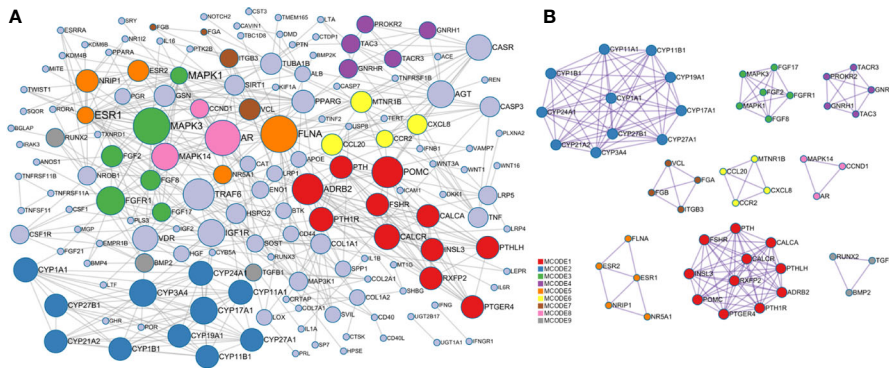 A
B
SRY
NOTCH2
CST3
TMEM165
LTA
PROKR2
GNRH1
FGB
FGA
CAVIN1
TBC1D8
DMD
CTDP1
PTIN
ESRRA
NR1I2
IL16
PTK2B
BMP2K
TAC3
CASR
KDM6B
PPARA
ITGB3
TUBA1B
GNRHR
TACR3
ACE
KDM4B
ESR2
MAPK1
ALB
TNFRSF1B
REN
MITE
NRIP1
GSN
SIRT1
KIF1A
CASP7
AGT
TWIST1
PGR
PPARG
MTNR1B
CASP3
SQOR
RORA
ESR1
CCND1
VCL
TERT
CXCL8
MAPK3
AR
FLNA
TINF2
USP8
CCR2
PLXNA2
BGLAP
RUNX2
TXNRD1
CCL20
IFNB1
VAMP7
IRAK3
FGF2
MAPK14
CAT
APOE
PTH
POMC
WNT3A
WNT16
ANOS1
NR0B1
FGF8
NR5A1
LRP1
WNT1
TNFRSF11B
ENO1
ADRB2
ICAM1
DKK1
LRP5
TNFRSF11A
FGFR1
TRAF6
FSHR
CALCA
TNF
TNFSF11
CSF1
FGF17
HSPG2
BTK
PTH1R
PLS3
IGF2
CD44
LRP4
CSF1R
MGP
VDR
IGF1R
SOST
COL1A1
CALCR
INSL3
PTHLH
EMPR1B
HGF
CYB5A
RUNX3
IL1B
FGF21
BMP2
SPP1
MT1G
LEPR
CYP1A1
BMP4
CYP24A1
TGFB1
MAP3K1
COL2A1
RXFP2
IL6R
LTF
CYP3A4
CYP11A1
CRTAP
COL1A2
SHBG
IFNG
PTGER4
CYP27B1
CYP17A1
LOX
COL7A1
SVIL
CD40
UGT2B17
GHR
POR
CYP19A1
IL1A
CD40L
UGT1A1
IFNGR1
CYP21A2
CYP1B1
CYP11B1
CYP27A1
SP7
CTSK
PRL
HPSE
MCODE1
MCODE2
MCODE3
MCODE4
MCODE5
MCODE6
MCODE7
MCODE8
MCODE9
CYP11A1
CYP11B1
CYP1B1
CYP19A1
CYP1A1
CYP24A1
CYP17A1
CYP27B1
CYP21A2
CYP27A1
CYP3A4
MAPK3
FGF17
FGF2
FGFR1
MAPK1
FGF8
TACR3
PROKR2
GNR
GNRH1
TAC3
VCL
FGA
FGB
ITGB3
MTNR1B
CCL20
CXCL8
CCR2
MAPK14
CCND1
AR
FLNA
ESR2
ESR1
NRIP1
NR5A1
PTH
FSHR
CALCA
CALCR
INSL3
PTHLH
RXFP2
POMC
ADRB2
PTH1R
PTGER4
RUNX2
TGF
BMP2